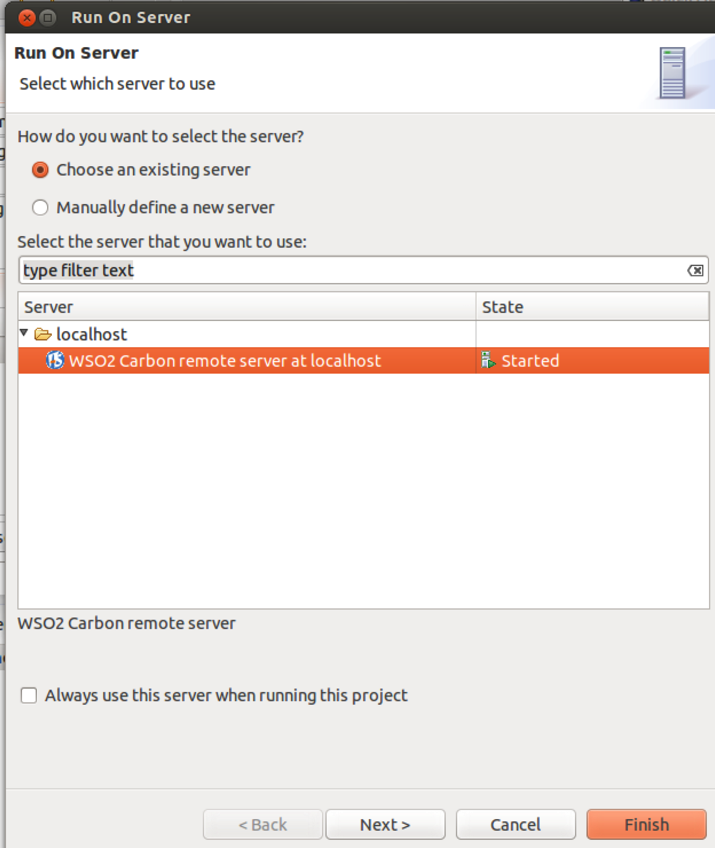 Run On Server
Run On Server
Select which server to use
How do you want to select the server?
Choose an existing server
Manually define a new server
Select the server that you want to use:
type filter text
Server State
localhost
WSO2 Carbon remote server at localhost Started
WSO2 Carbon remote server
Always use this server when running this project
< Back Next > Cancel Finish